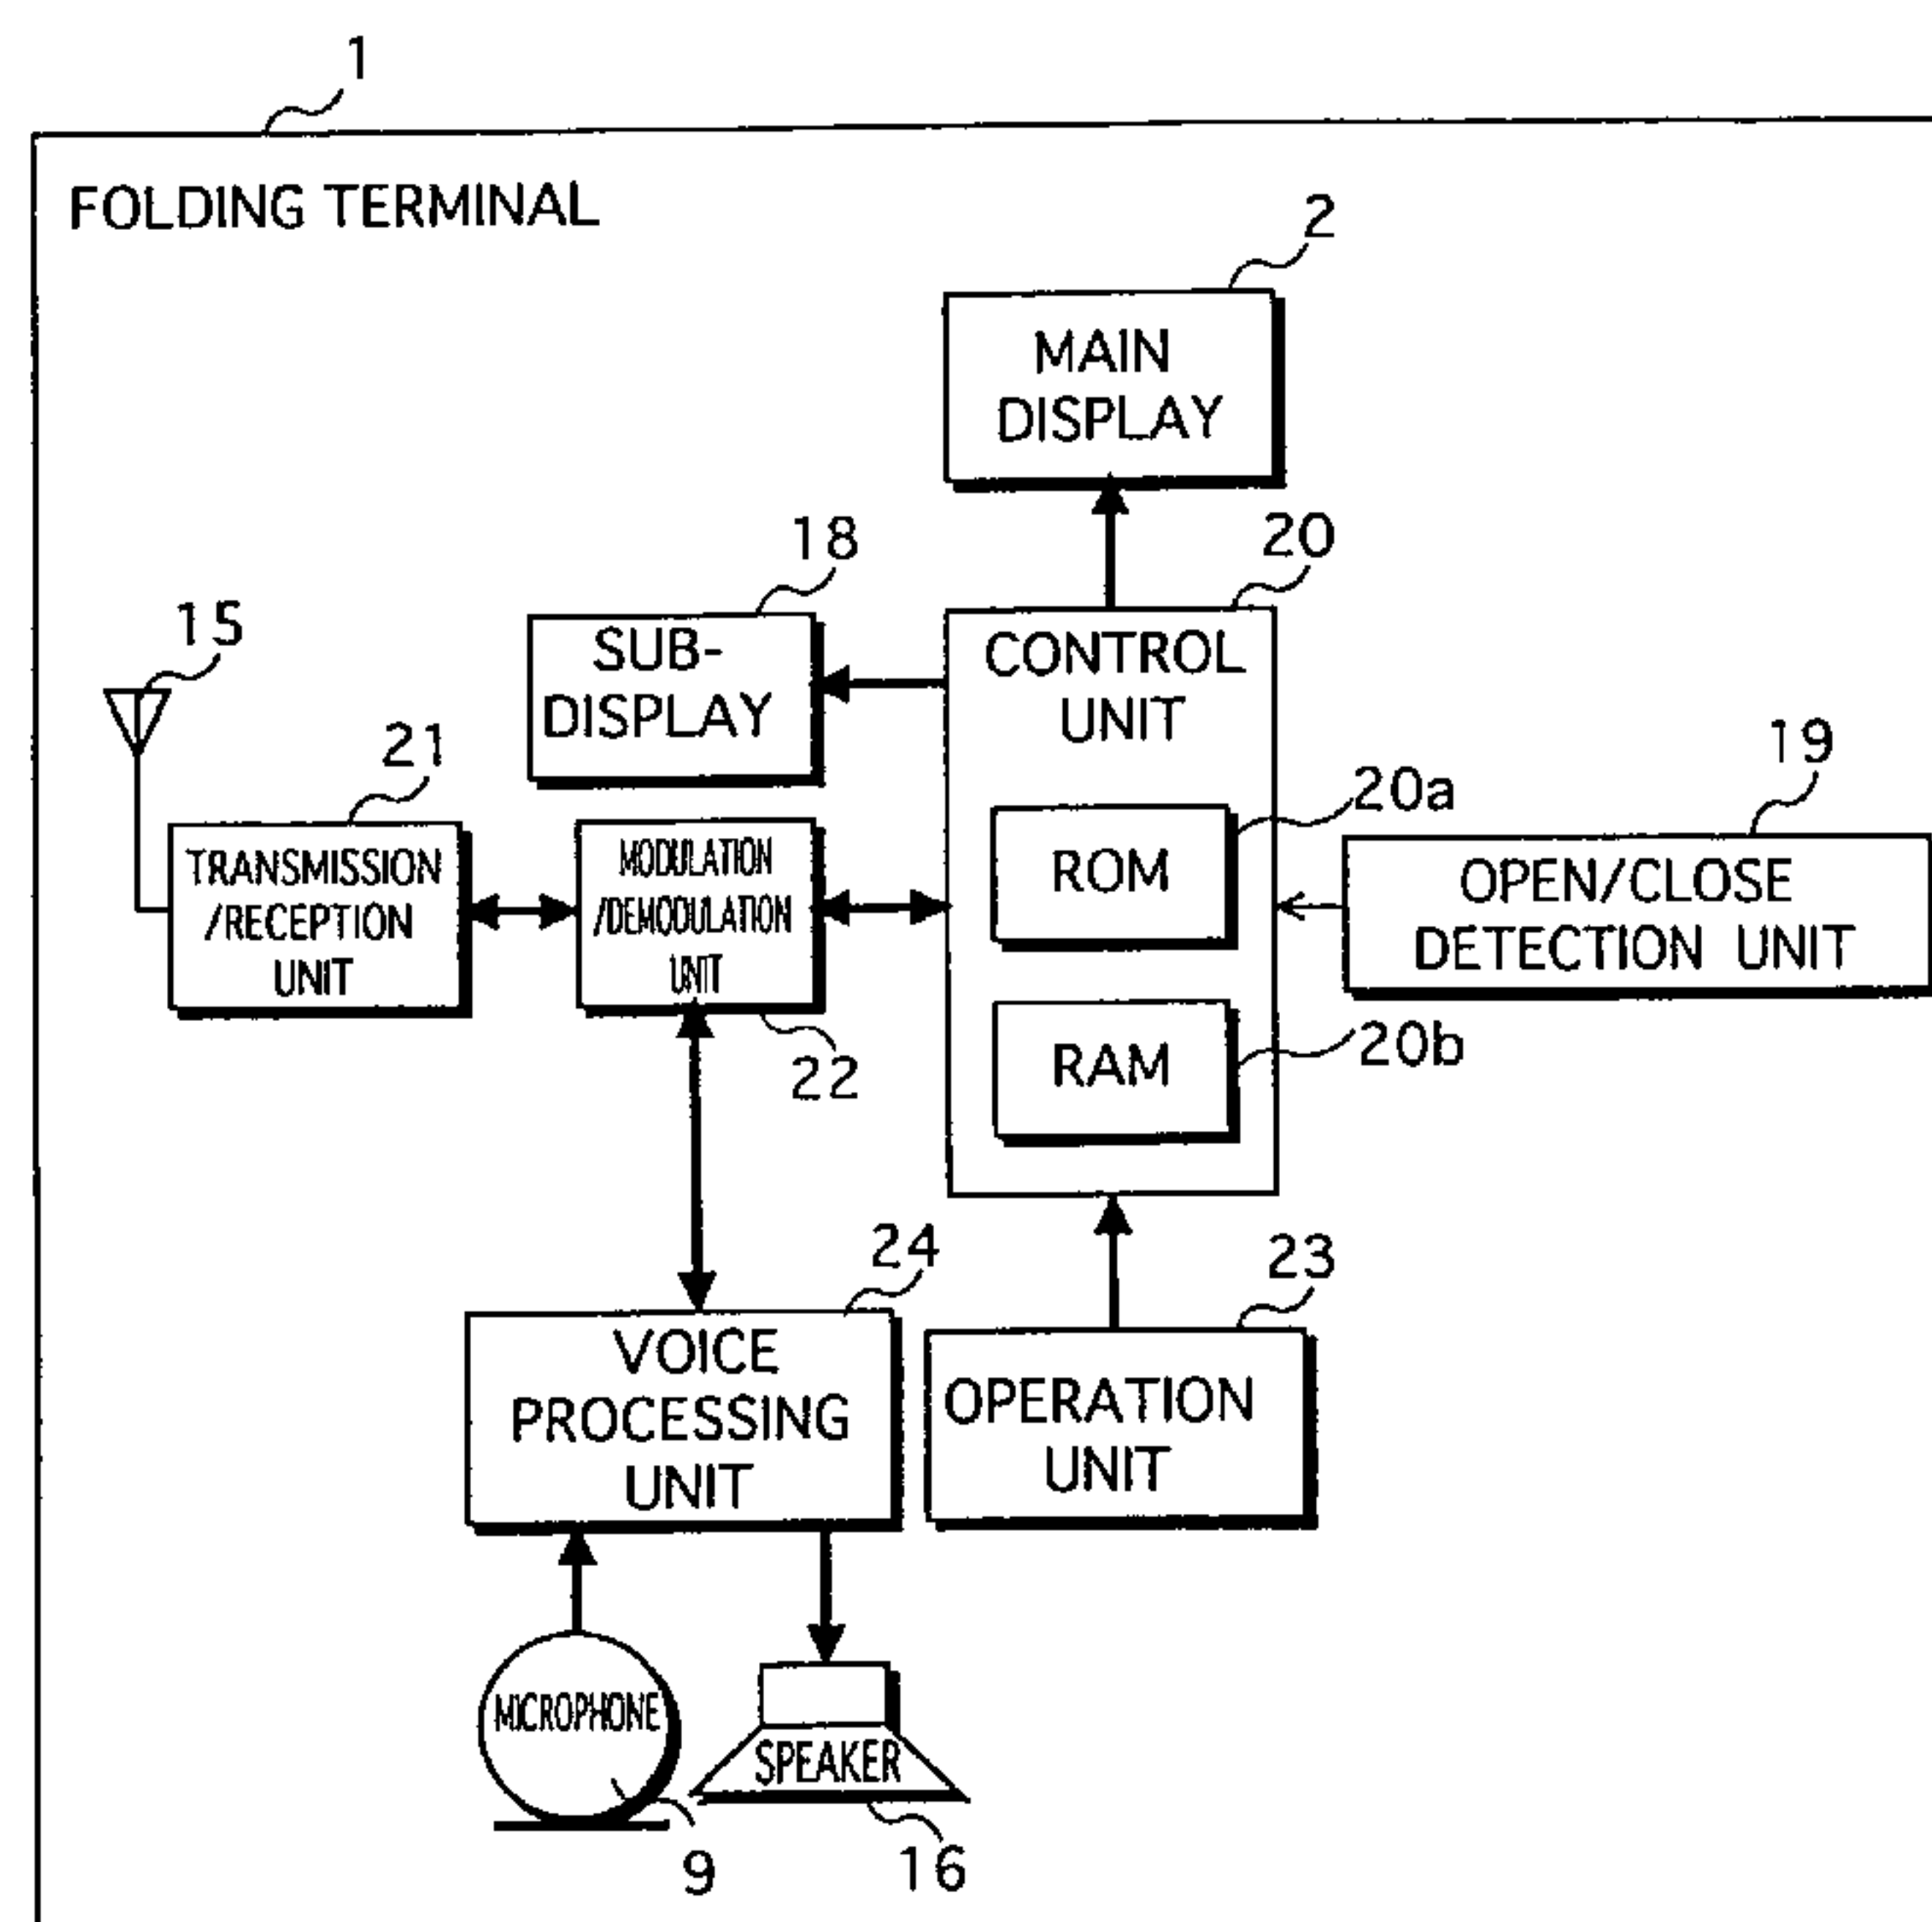 1
FOLDING TERMINAL
2
MAIN
DISPLAY
18
20
SUB-
DISPLAY
CONTROL
UNIT
15
21
19
20a
TRANSMISSION
/RECEPTION
UNIT
MODULATION
/DEMODULATION
UNIT
ROM
OPEN/CLOSE
DETECTION UNIT
22
RAM
20b
24
23
VOICE
PROCESSING
UNIT
OPERATION
UNIT
MICROPHONE
SPEAKER
9
16